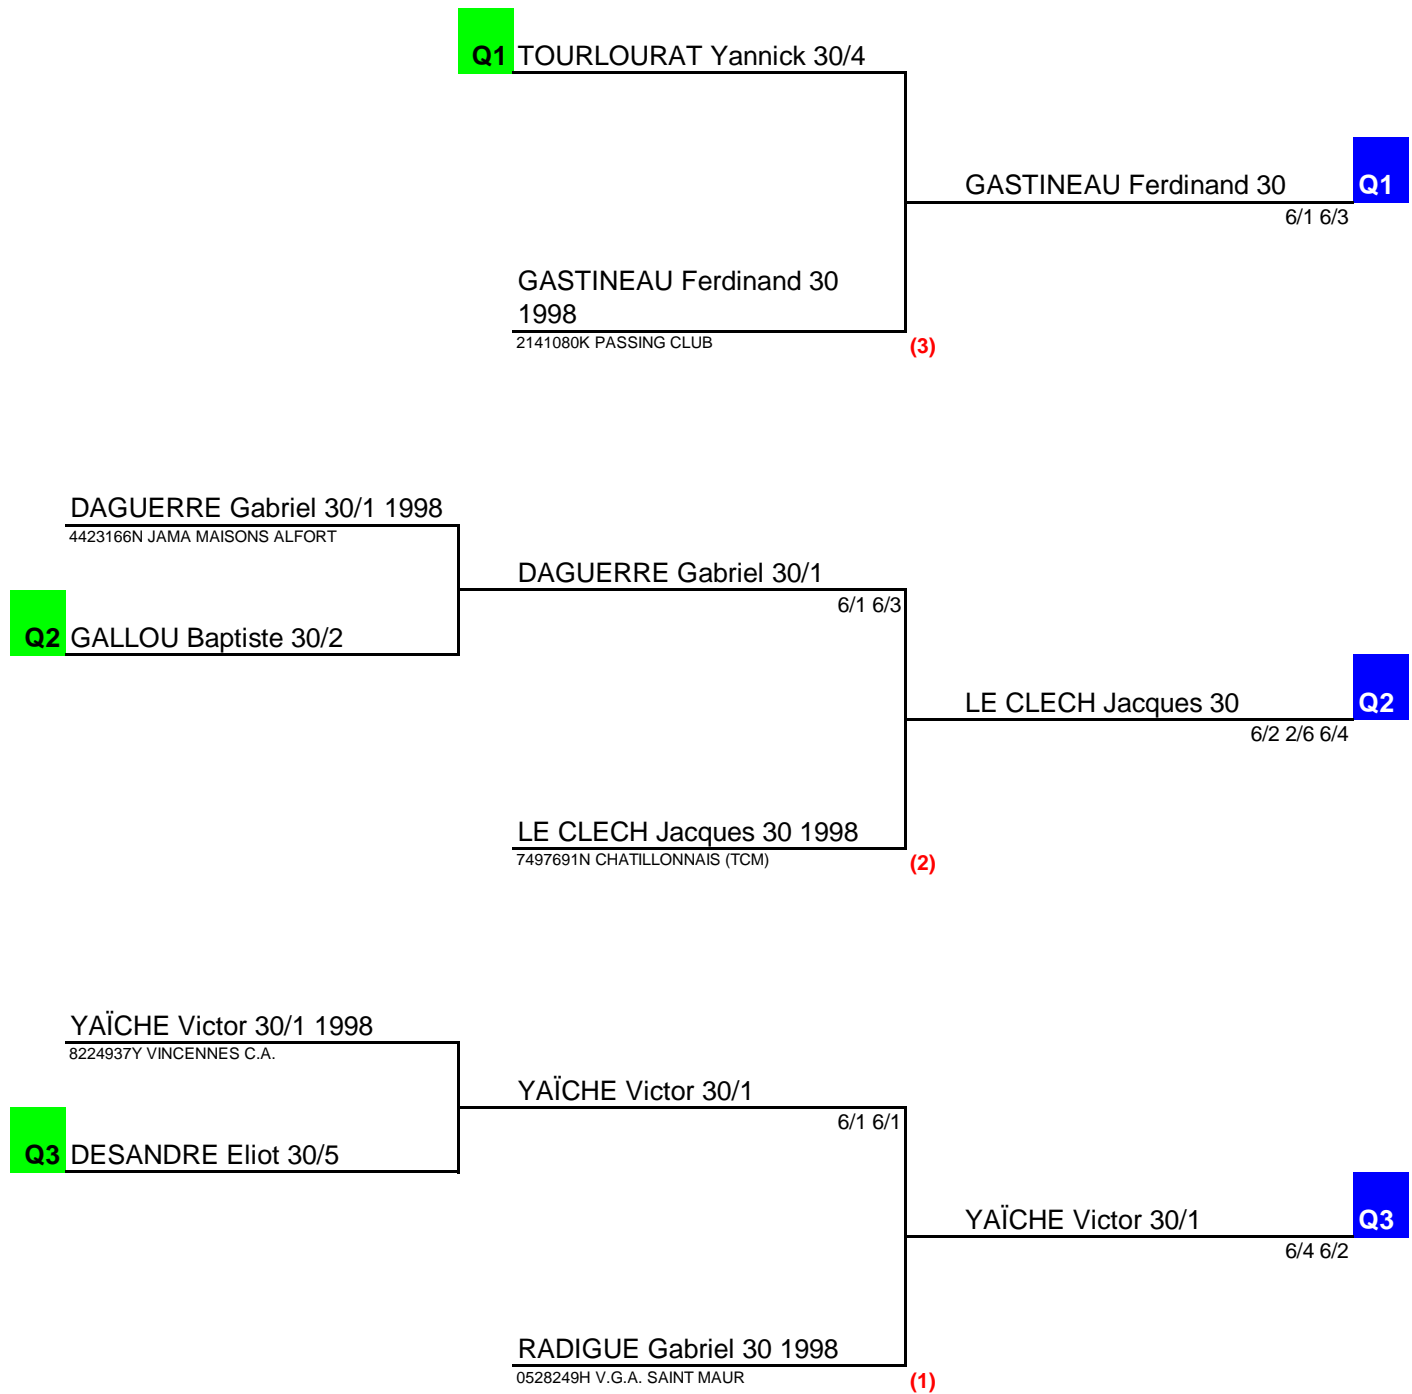 Q1 TOURLOURAT Yannick 30/4
GASTINEAU Ferdinand 30 Q1
6/1 6/3
GASTINEAU Ferdinand 30
1998
2141080K PASSING CLUB
(3)
DAGUERRE Gabriel 30/1 1998
4423166N JAMA MAISONS ALFORT
DAGUERRE Gabriel 30/1
6/1 6/3
Q2 GALLOU Baptiste 30/2
LE CLECH Jacques 30 Q2
6/2 2/6 6/4
LE CLECH Jacques 30 1998
7497691N CHATILLONNAIS (TCM)
(2)
YAÏCHE Victor 30/1 1998
8224937Y VINCENNES C.A.
YAÏCHE Victor 30/1
6/1 6/1
Q3 DESANDRE Eliot 30/5
YAÏCHE Victor 30/1 Q3
6/4 6/2
RADIGUE Gabriel 30 1998
0528249H V.G.A. SAINT MAUR
(1)